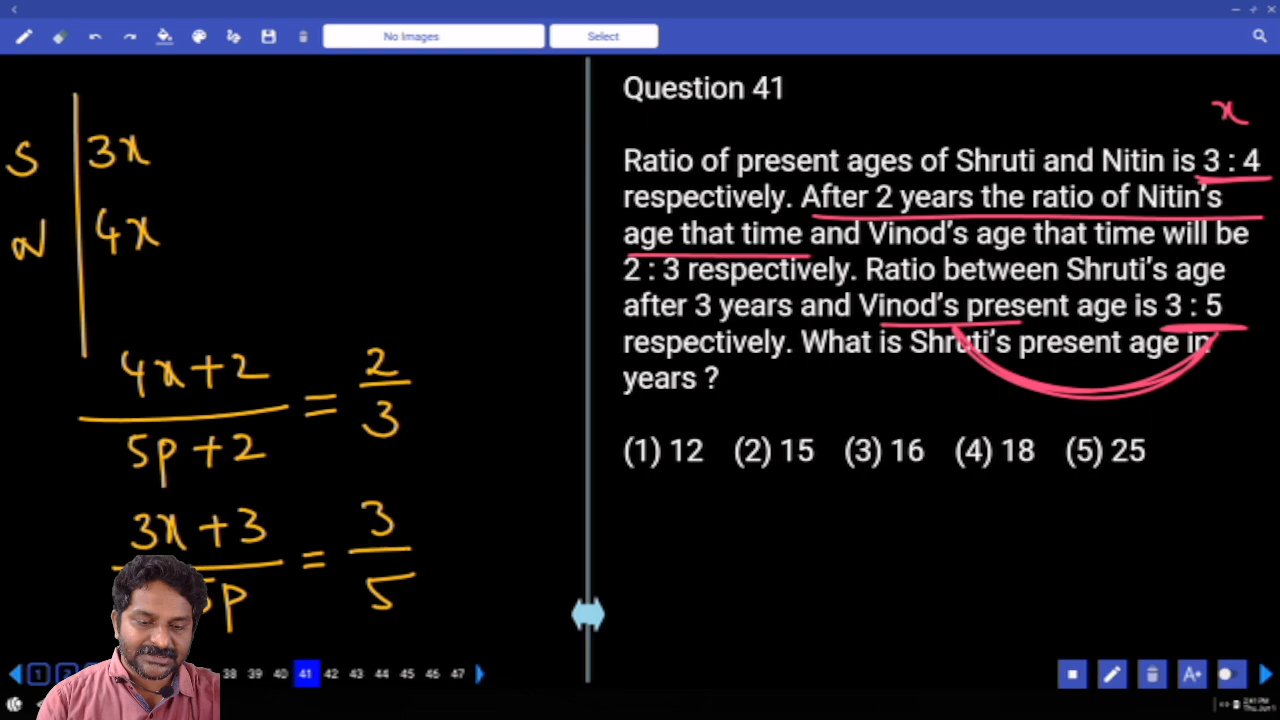 No Images
Select
Question 41
x
Ratio of present ages of Shruti and Nitin is 3 : 4
respectively. After 2 years the ratio of Nitin's
age that time and Vinod's age that time will be
2 : 3 respectively. Ratio between Shruti's age
after 3 years and Vinod's present age is 3 : 5
respectively. What is Shruti's present age in
years ?
(1) 12 (2) 15 (3) 16 (4) 18 (5) 25
S 3x
N 4x
4x+2 = 2
5p+2 3
3x+3 = 3
5p 5
1 2 38 39 40 41 42 43 44 45 46 47
A+